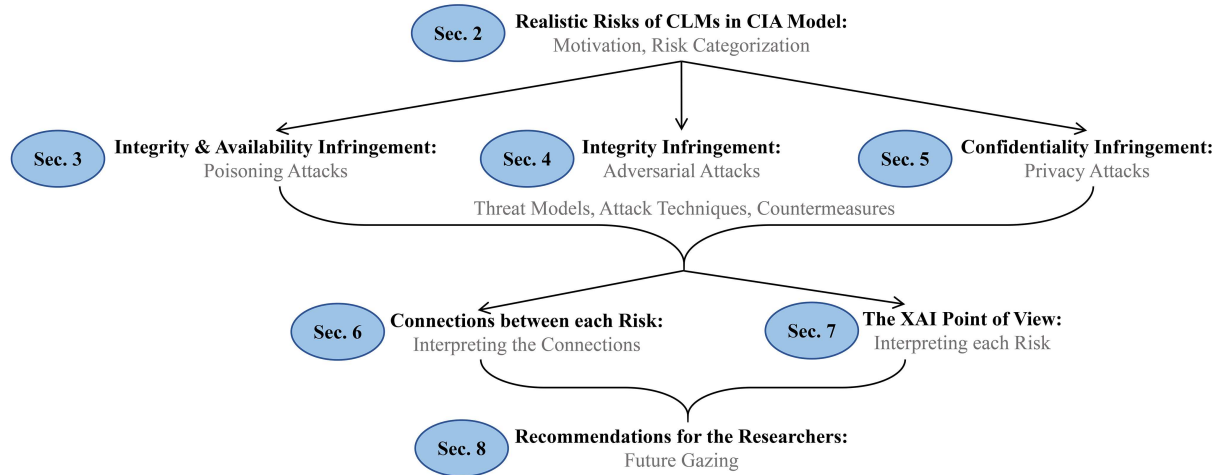 Sec. 2
Realistic Risks of CLMs in CIA Model:
Motivation, Risk Categorization
Sec. 3
Integrity & Availability Infringement:
Poisoning Attacks
Sec. 4
Integrity Infringement:
Adversarial Attacks
Sec. 5
Confidentiality Infringement:
Privacy Attacks
Threat Models, Attack Techniques, Countermeasures
Sec. 6
Connections between each Risk:
Interpreting the Connections
Sec. 7
The XAI Point of View:
Interpreting each Risk
Sec. 8
Recommendations for the Researchers:
Future Gazing